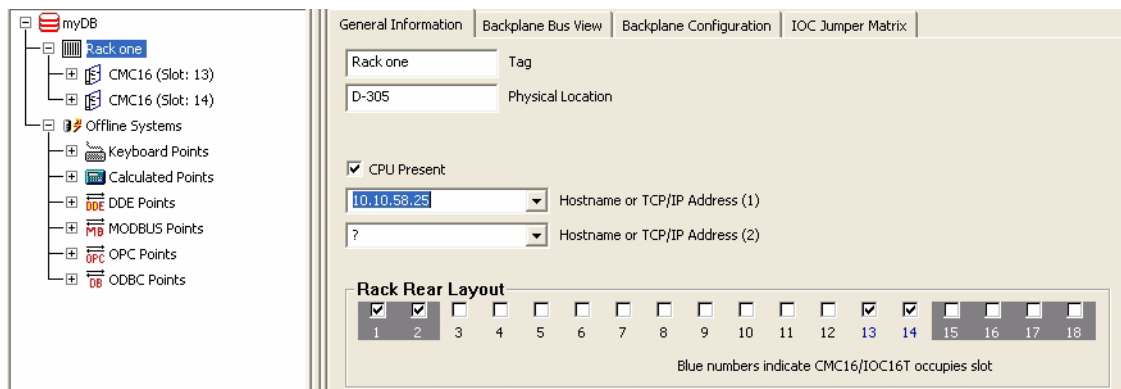 myDB
Rack one
CMC16 (Slot: 13)
CMC16 (Slot: 14)
Offline Systems
Keyboard Points
Calculated Points
DDE DDE Points
MB MODBUS Points
OPC OPC Points
DB ODBC Points
General Information Backplane Bus View Backplane Configuration IOC Jumper Matrix
Rack one Tag
D-305 Physical Location
CPU Present
10.10.58.25 Hostname or TCP/IP Address (1)
? Hostname or TCP/IP Address (2)
Rack Rear Layout
1 2 3 4 5 6 7 8 9 10 11 12 13 14 15 16 17 18
Blue numbers indicate CMC16/IOC16T occupies slot